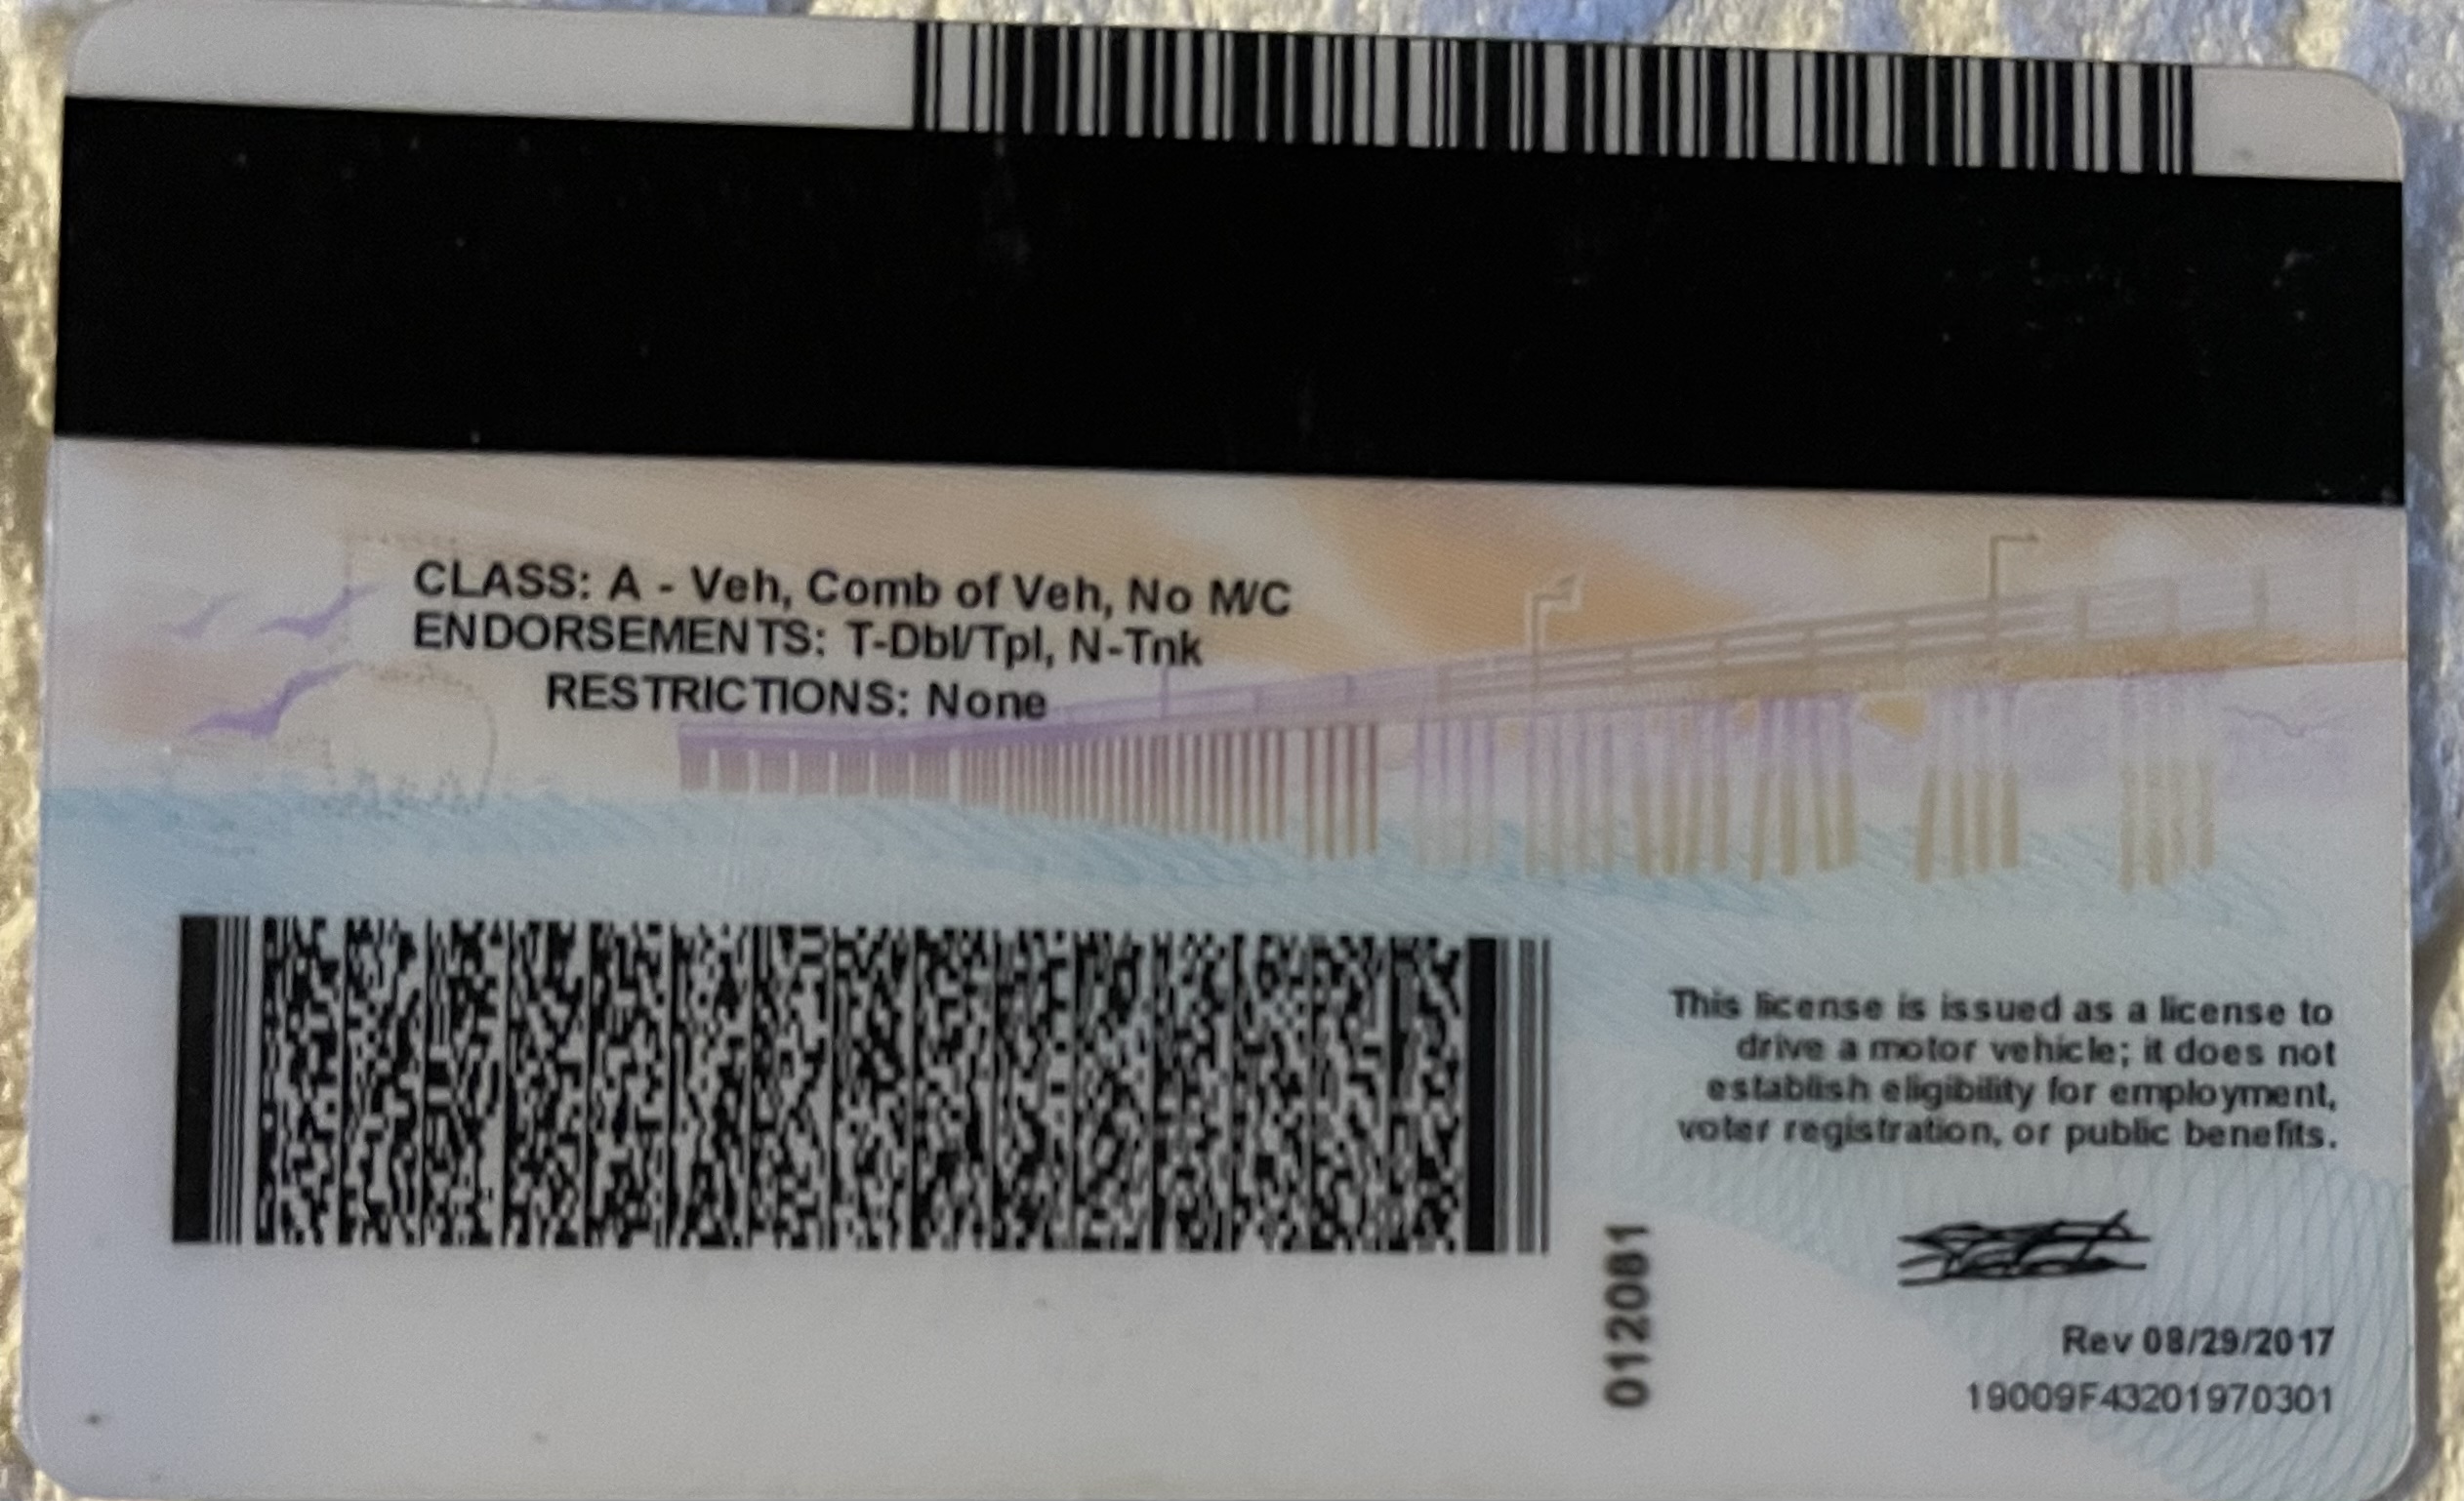 CLASS: A - Veh, Comb of Veh, No M/C
ENDORSEMENTS: T-Dbl/Tpl, N-Tnk
RESTRICTIONS: None
This license is issued as a license to
drive a motor vehicle; it does not
establish eligibility for employment,
voter registration, or public benefits.
012081
Rev 08/29/2017
19009F43201970301